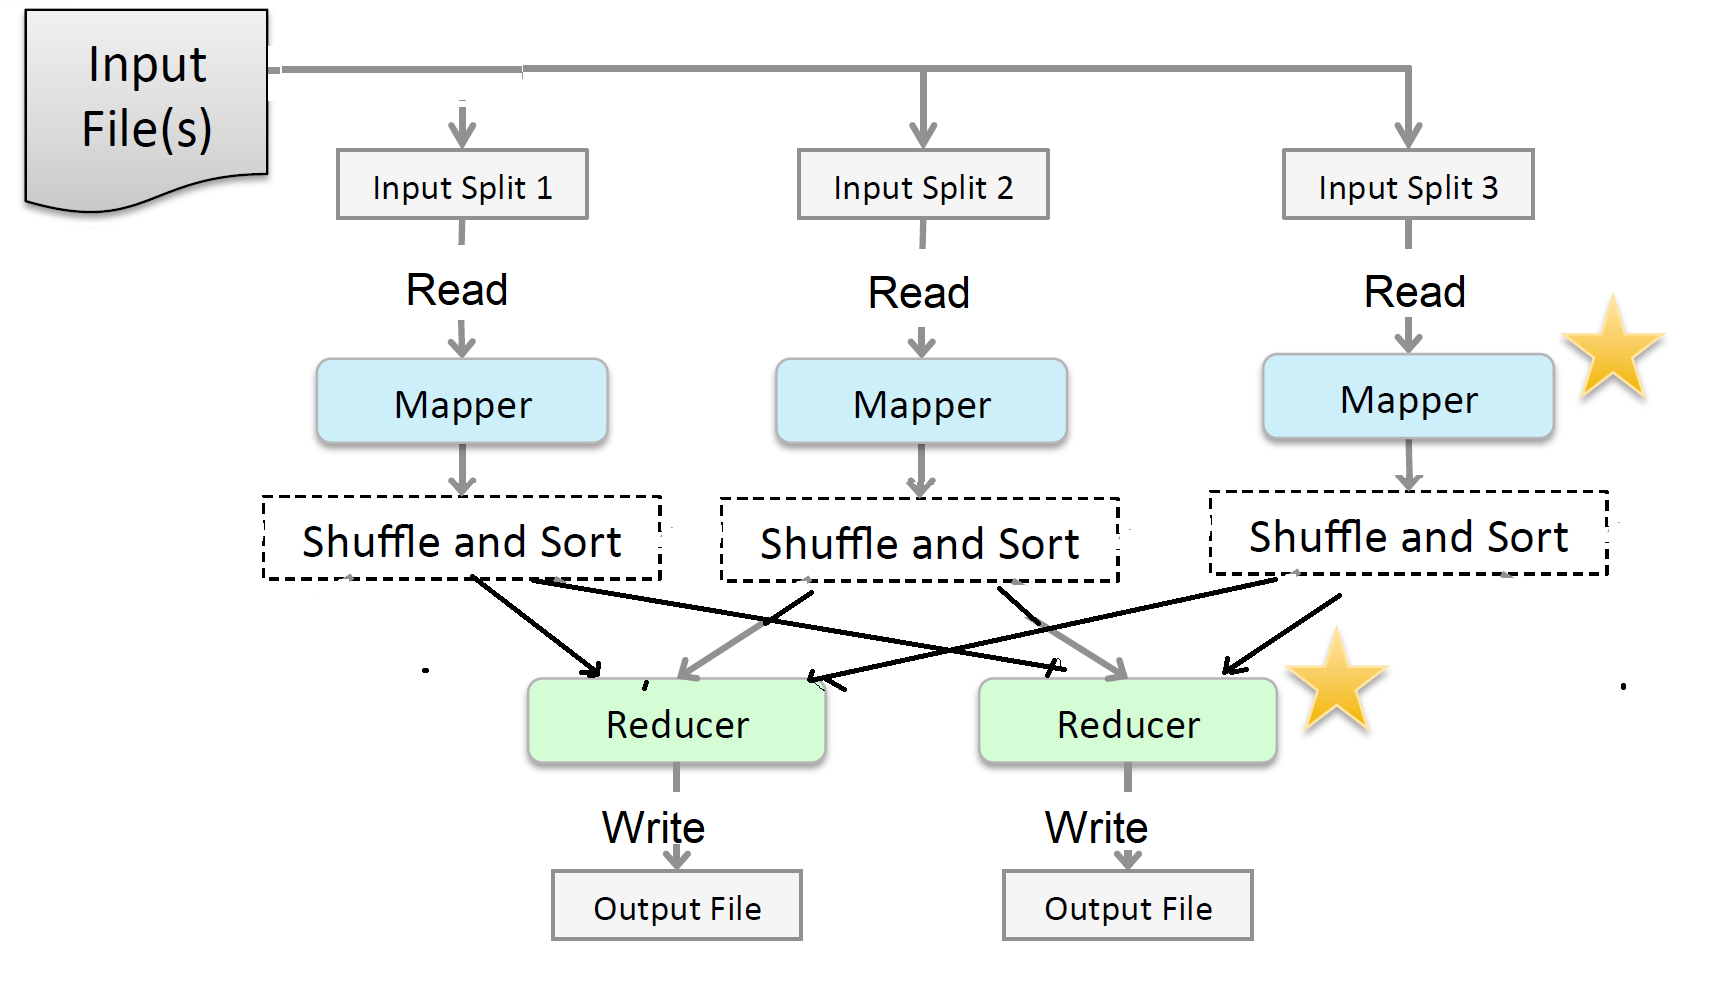 Input
File(s)
Input Split 1
Input Split 2
Input Split 3
Read
Read
Read
Mapper
Mapper
Mapper
Shuffle and Sort
Shuffle and Sort
Shuffle and Sort
Reducer
Reducer
Write
Write
Output File
Output File